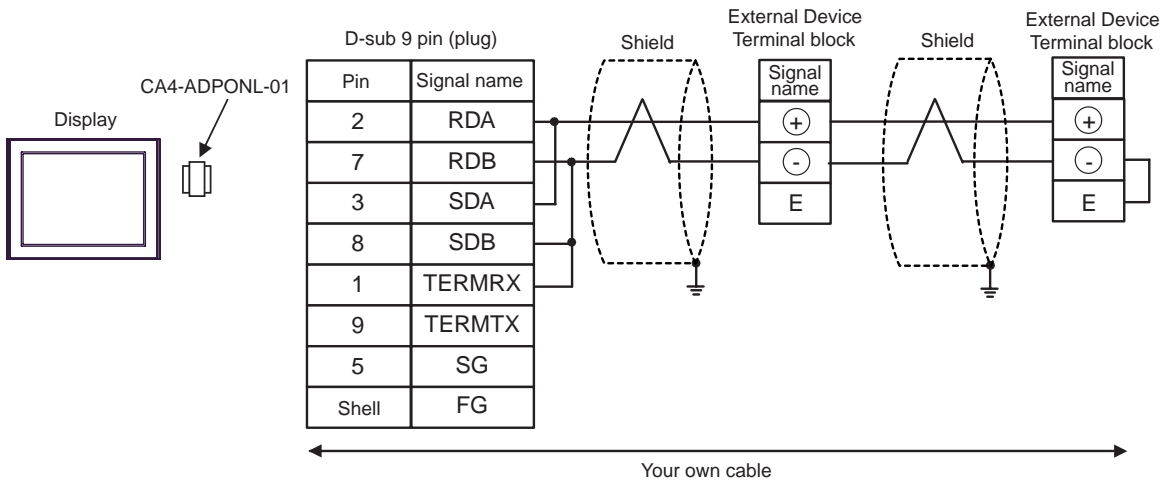 Display
CA4-ADPONL-01
D-sub 9 pin (plug)
Pin Signal name
2 RDA
7 RDB
3 SDA
8 SDB
1 TERMRX
9 TERMTX
5 SG
Shell FG
Shield
External Device
Terminal block
Signal
name
+
-
E
Shield
External Device
Terminal block
Signal
name
+
-
E
Your own cable